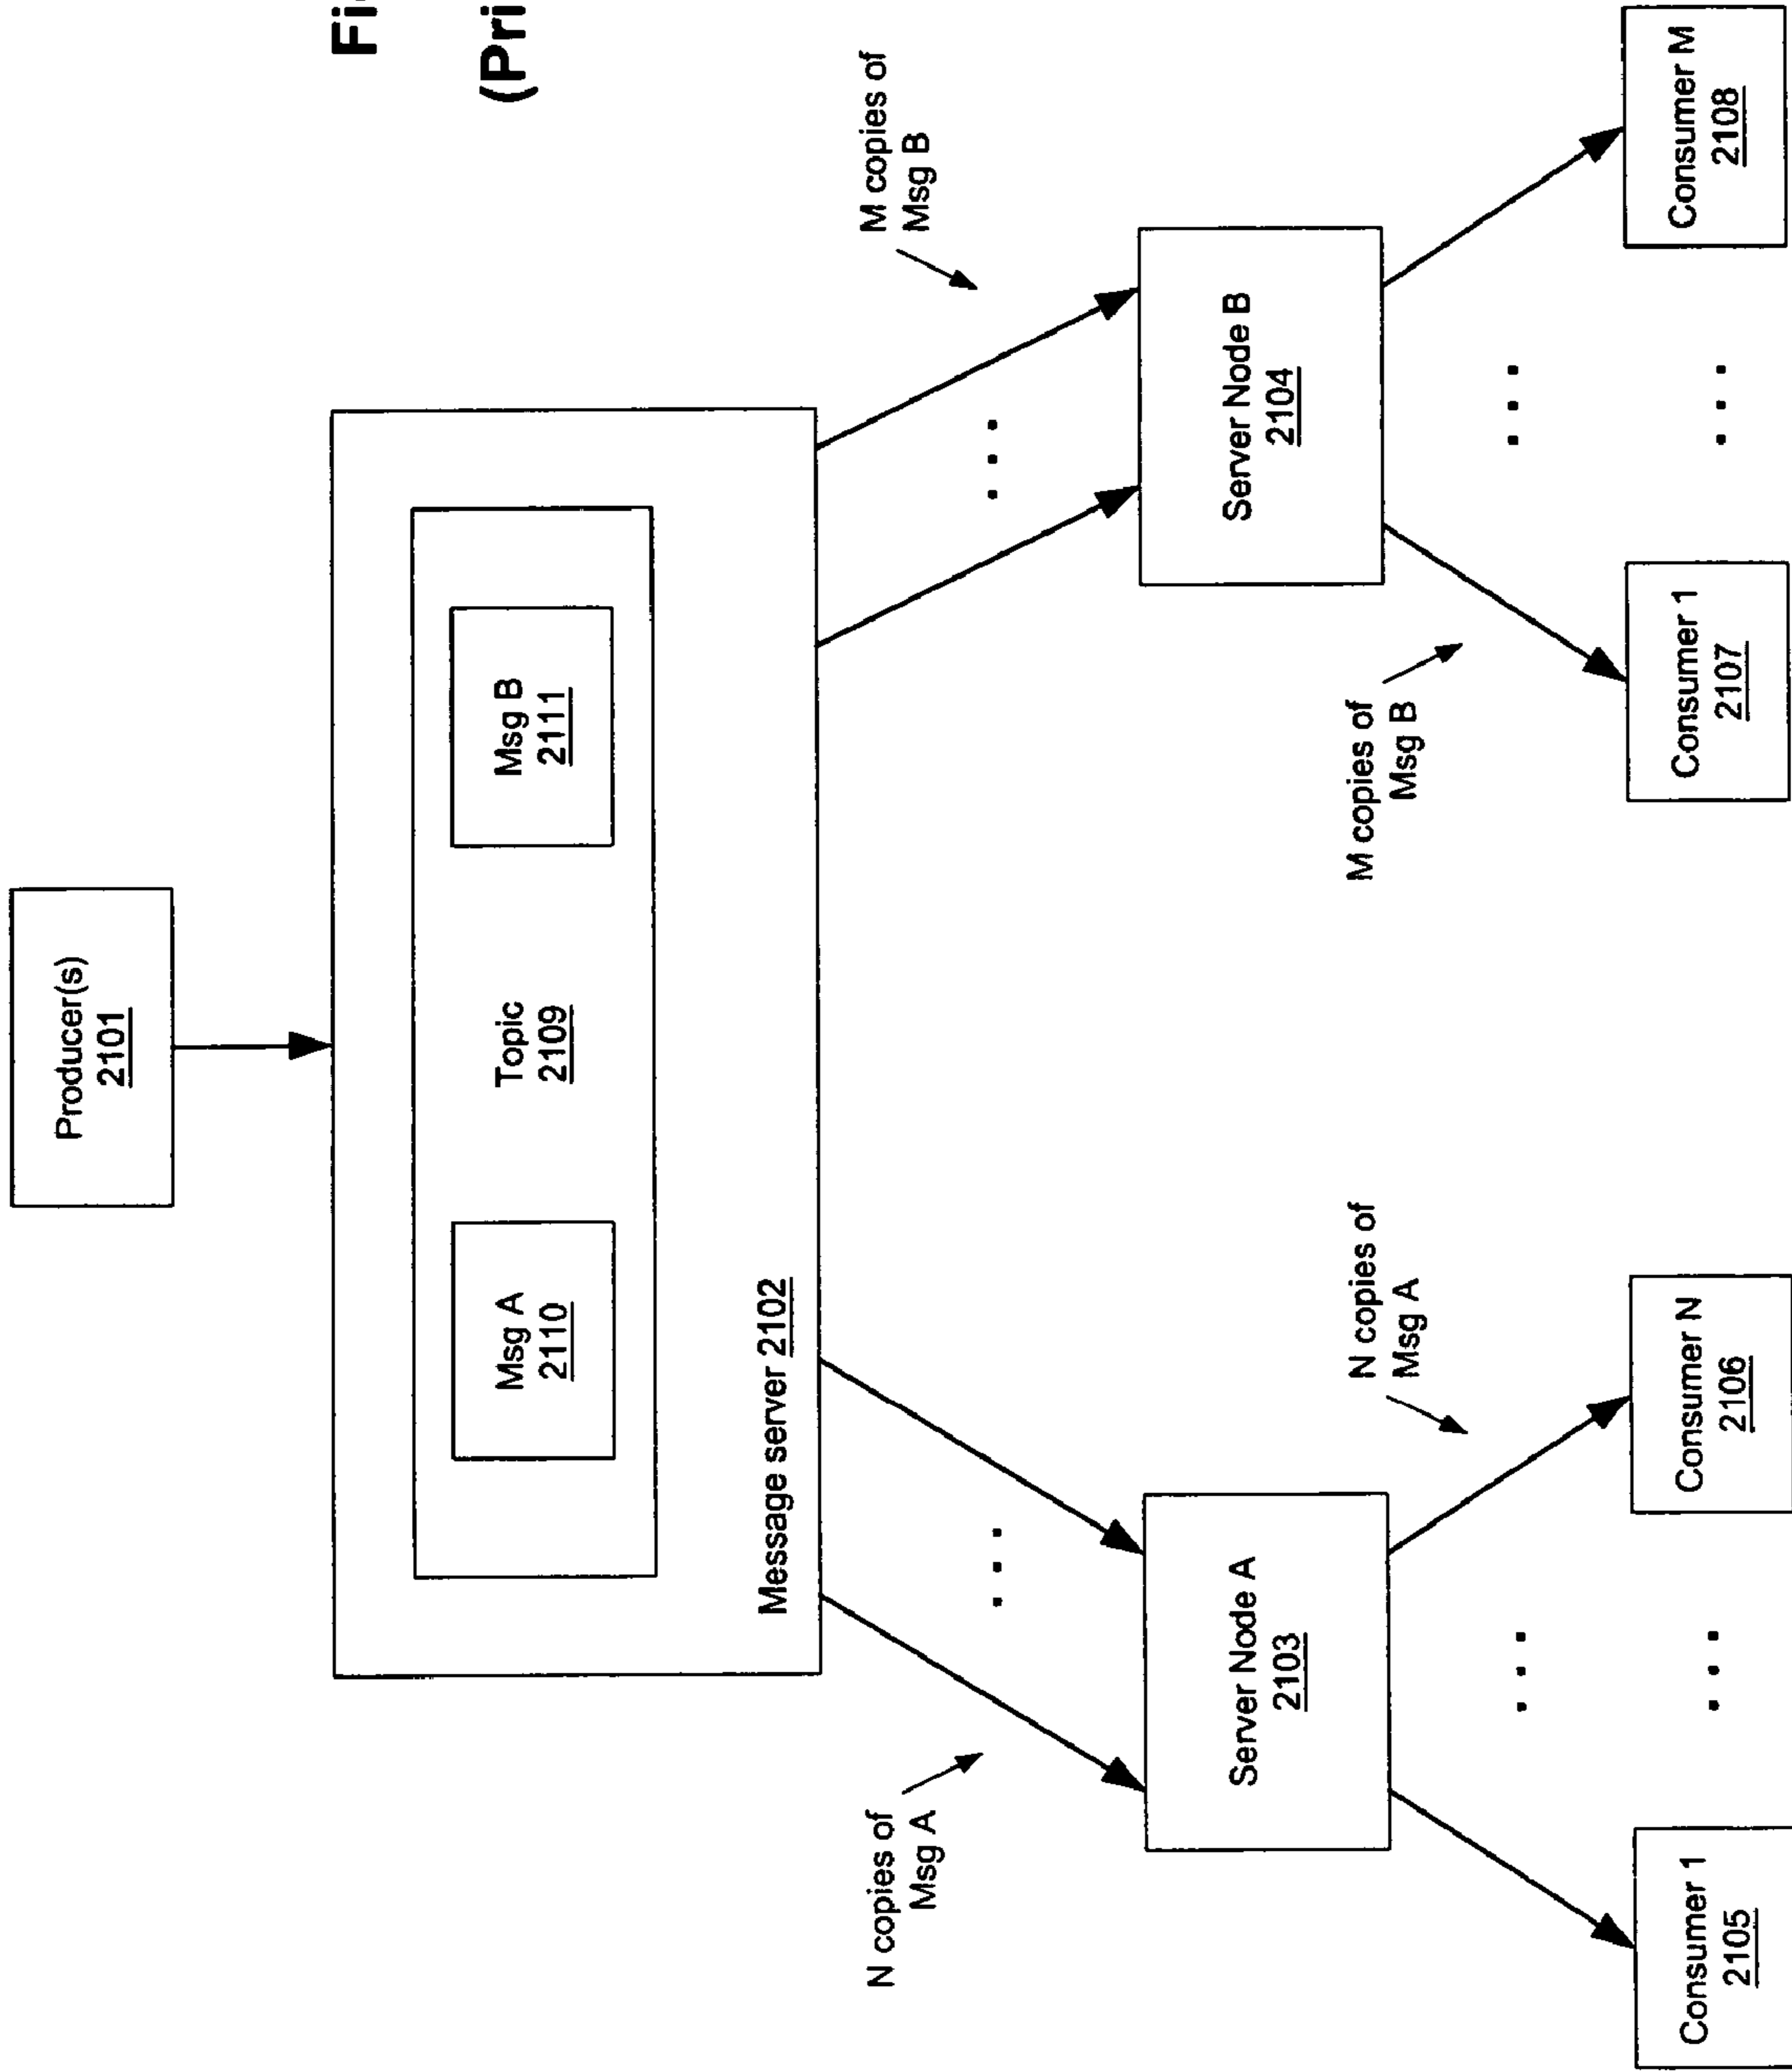 Producer(s)
2101
Msg A
2110
Topic
2109
Msg B
2111
Message server 2102
N copies of
Msg A
M copies of
Msg B
Server Node A
2103
Server Node B
2104
N copies of
Msg A
M copies of
Msg B
Consumer 1
2105
Consumer N
2106
Consumer 1
2107
Consumer M
2108